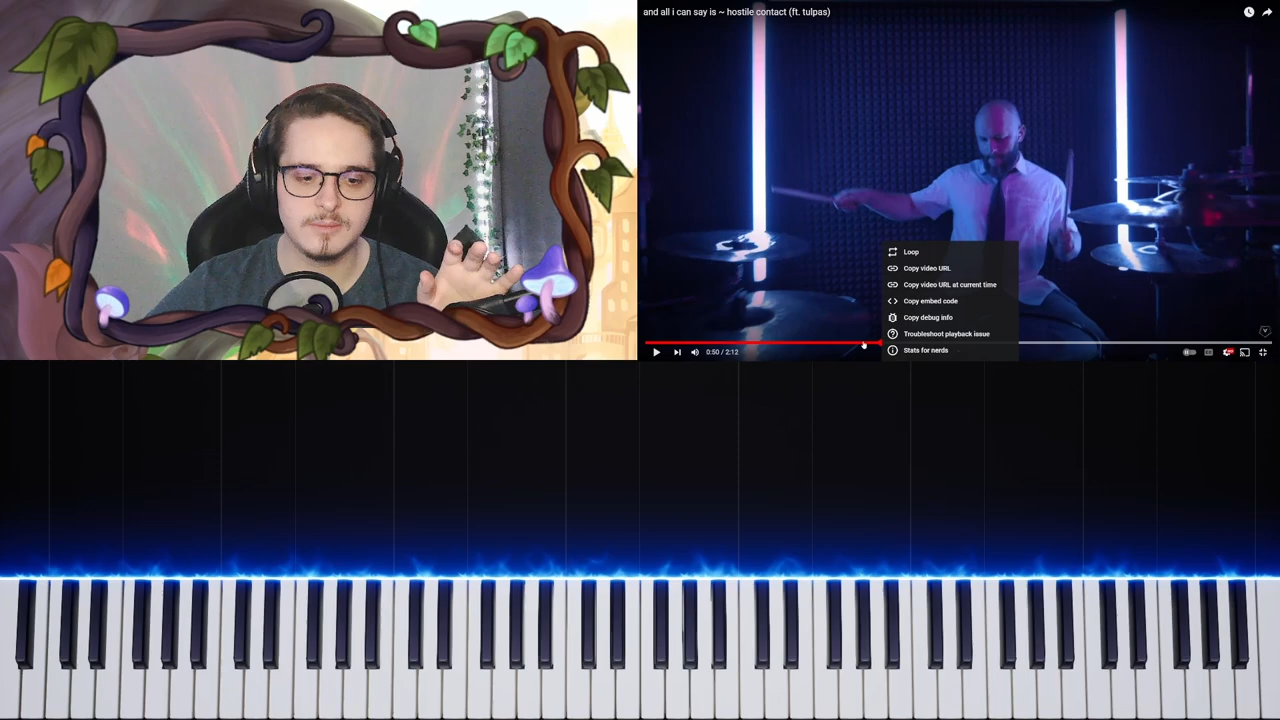 and all i can say is ~ hostile contact (ft. tulpas)
Loop
Copy video URL
Copy video URL at current time
Copy embed code
Copy debug info
Troubleshoot playback issue
Stats for nerds
0:50 / 2:12